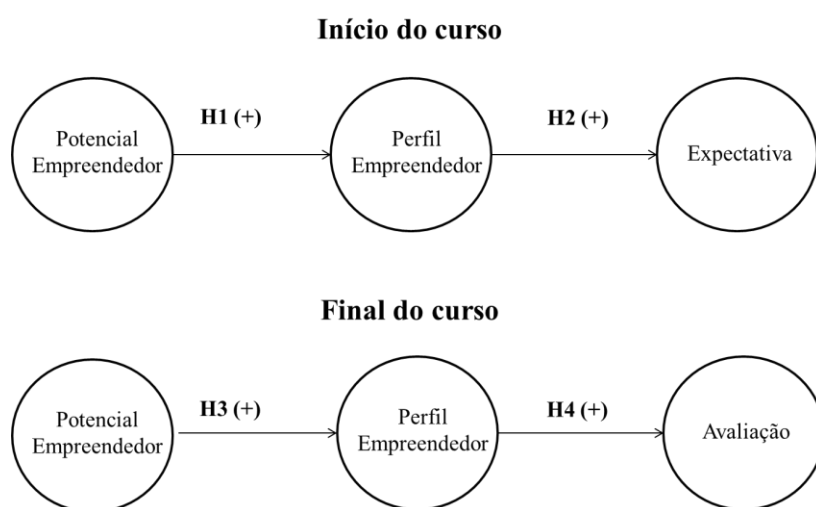 Início do curso
H1 (+)
H2 (+)
Potencial
Empreendedor
Perfil
Empreendedor
Expectativa
Final do curso
H3 (+)
H4 (+)
Potencial
Empreendedor
Perfil
Empreendedor
Avaliação